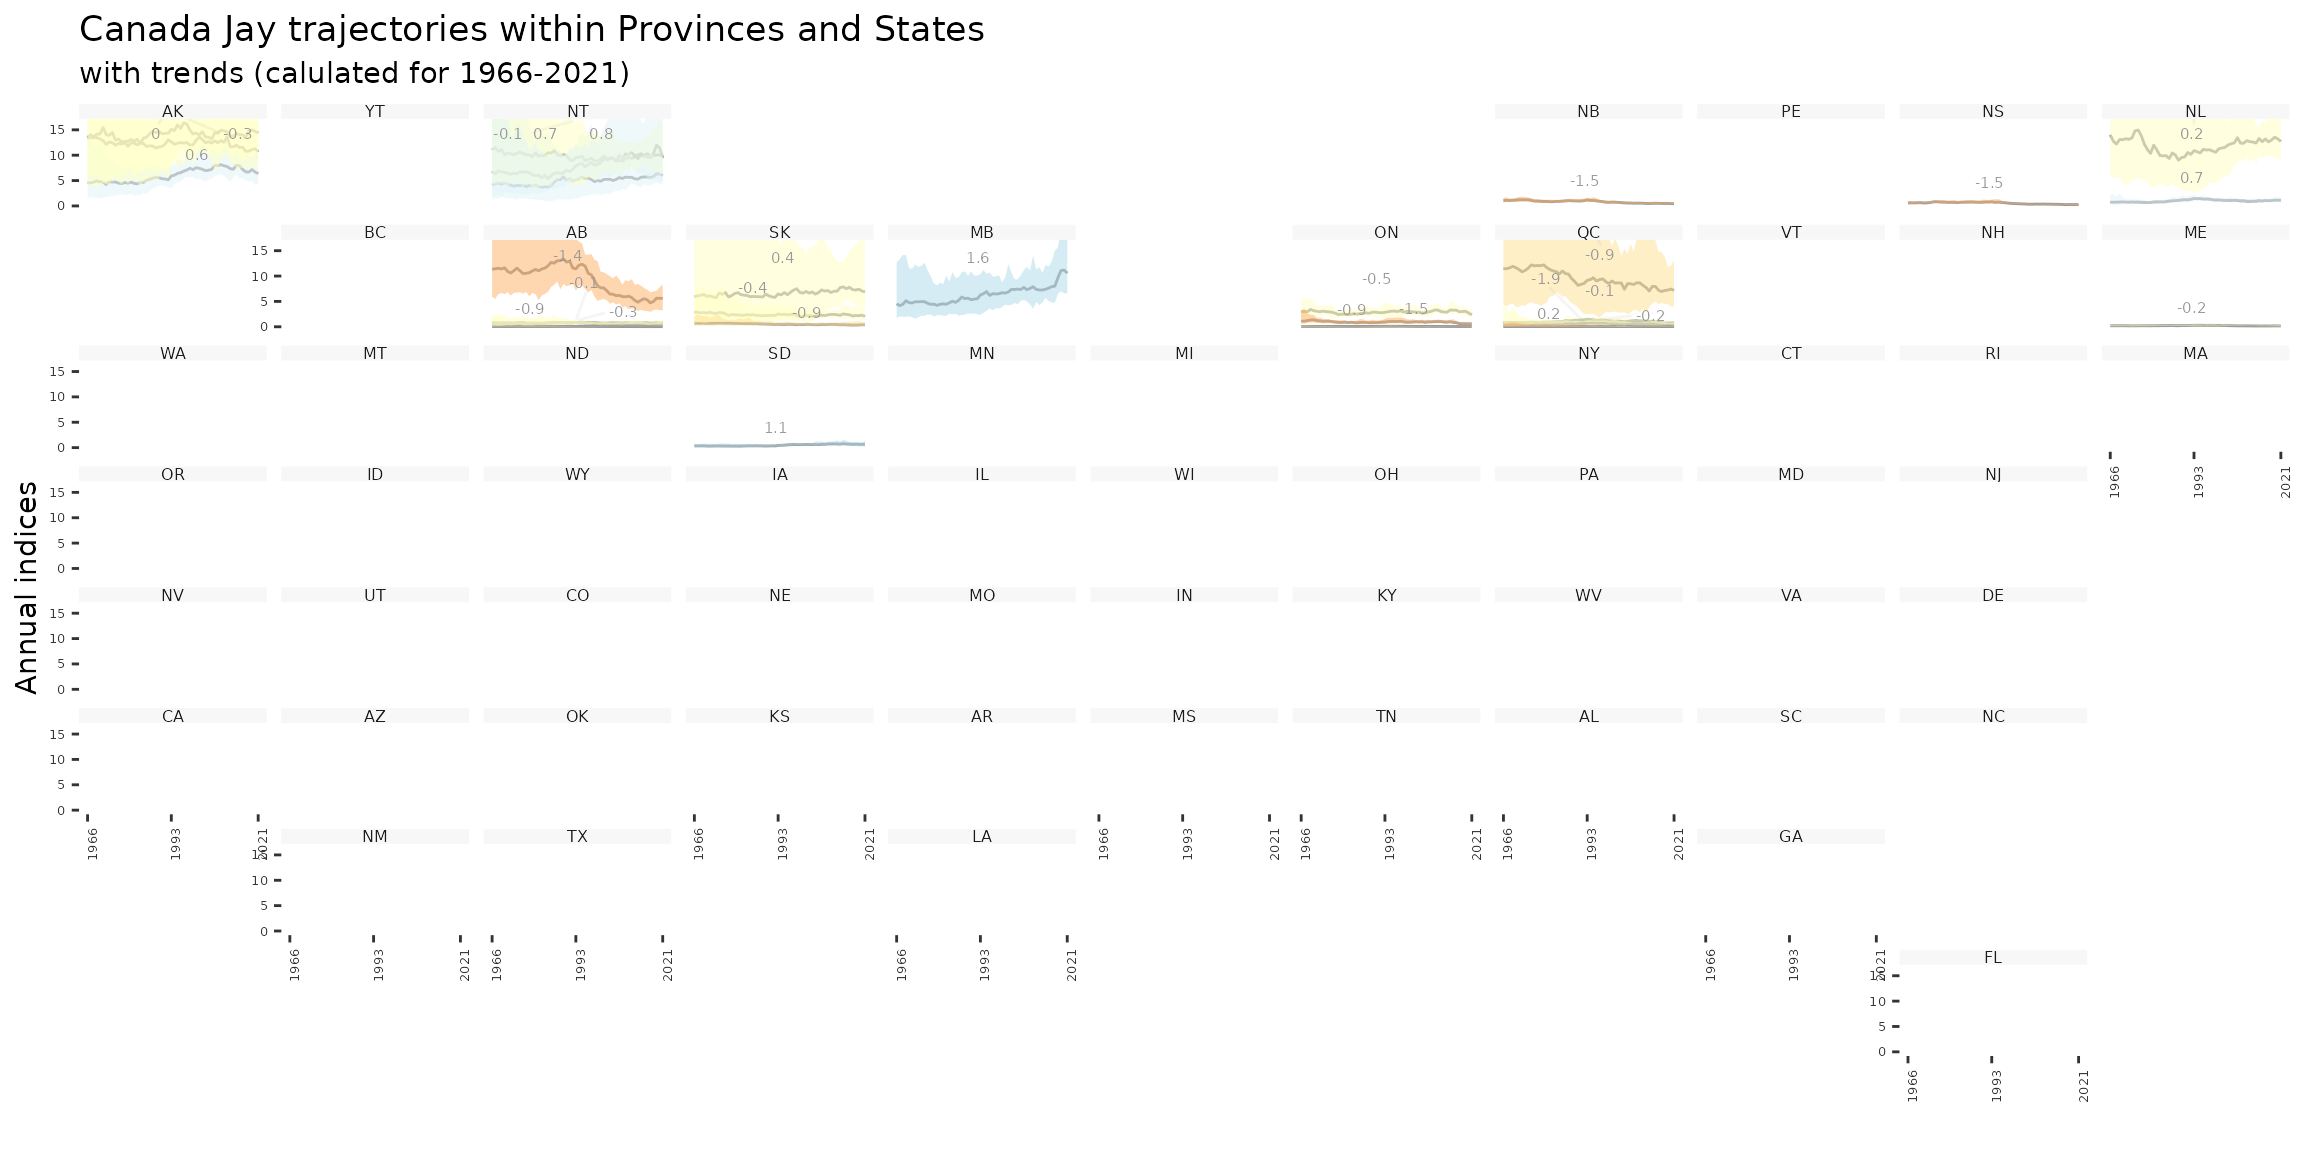 Canada Jay trajectories within Provinces and States
with trends (calulated for 1966-2021)
AK YT NT NB PE NS NL
15 0 -0.3 -0.1 0.7 0.8 0.2
10 0.6
5 -1.5 -1.5 0.7
0
BC AB SK MB ON QC VT NH ME
15 -1.4 0.4 1.6 -0.9
10 -0.1 -0.4 -0.5 -1.9 -0.1
5 -0.9 -0.3 -0.9 -0.9 -1.5 0.2 -0.2 -0.2
0
WA MT ND SD MN MI NY CT RI MA
15
10
5 1.1
0
1966 1993 2021
OR ID WY IA IL WI OH PA MD NJ
15
10
5
0
Annual indices
NV UT CO NE MO IN KY WV VA DE
15
10
5
0
CA AZ OK KS AR MS TN AL SC NC
15
10
5
0
1966 1993 2021 1966 1993 2021 1966 1993 2021 1966 1993 2021 1966 1993 2021
NM TX LA GA
15
10
5
0
1966 1993 2021 1966 1993 2021 1966 1993 2021 1966 1993 2021
FL
15
10
5
0
1966 1993 2021